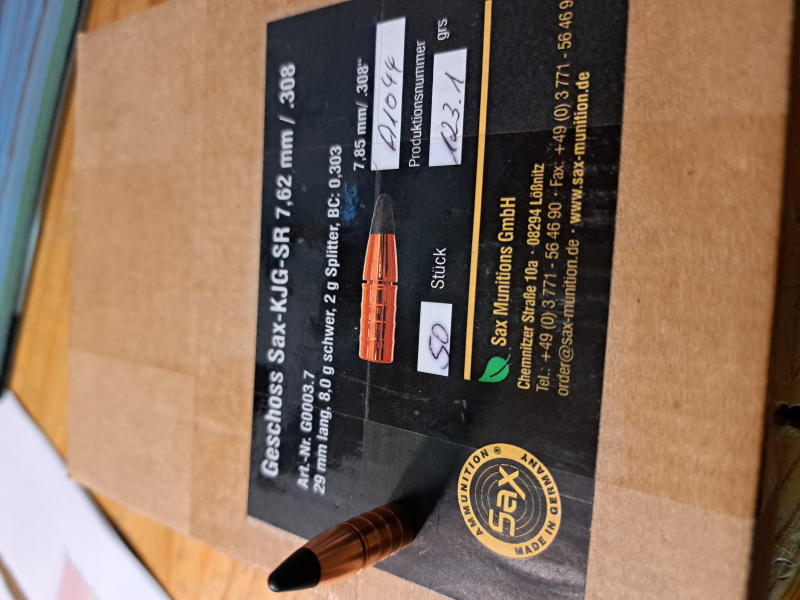 Geschoss Sax-KJG-SR 7,62 mm / .308
Art.-Nr. G0003.7
29 mm lang, 8,0 g schwer, 2 g Splitter, BC: 0,303
7,85 mm/ .308“
A1044
Produktionsnummer
123.1 grs
50 Stück
Sax Munitions GmbH
Chemnitzer Straße 10a · 08294 Lößnitz
Tel.: +49 (0) 3 771 - 56 46 90 · Fax: +49 (0) 3 771 - 56 46 9
order@sax-munition.de · www.sax-munition.de
AMMUNITION ®
Sax
MADE IN GERMANY